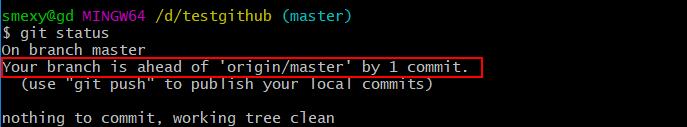 smexy@gd MINGW64 /d/testgithub (master)
$ git status
On branch master
Your branch is ahead of 'origin/master' by 1 commit.
  (use "git push" to publish your local commits)
nothing to commit, working tree clean